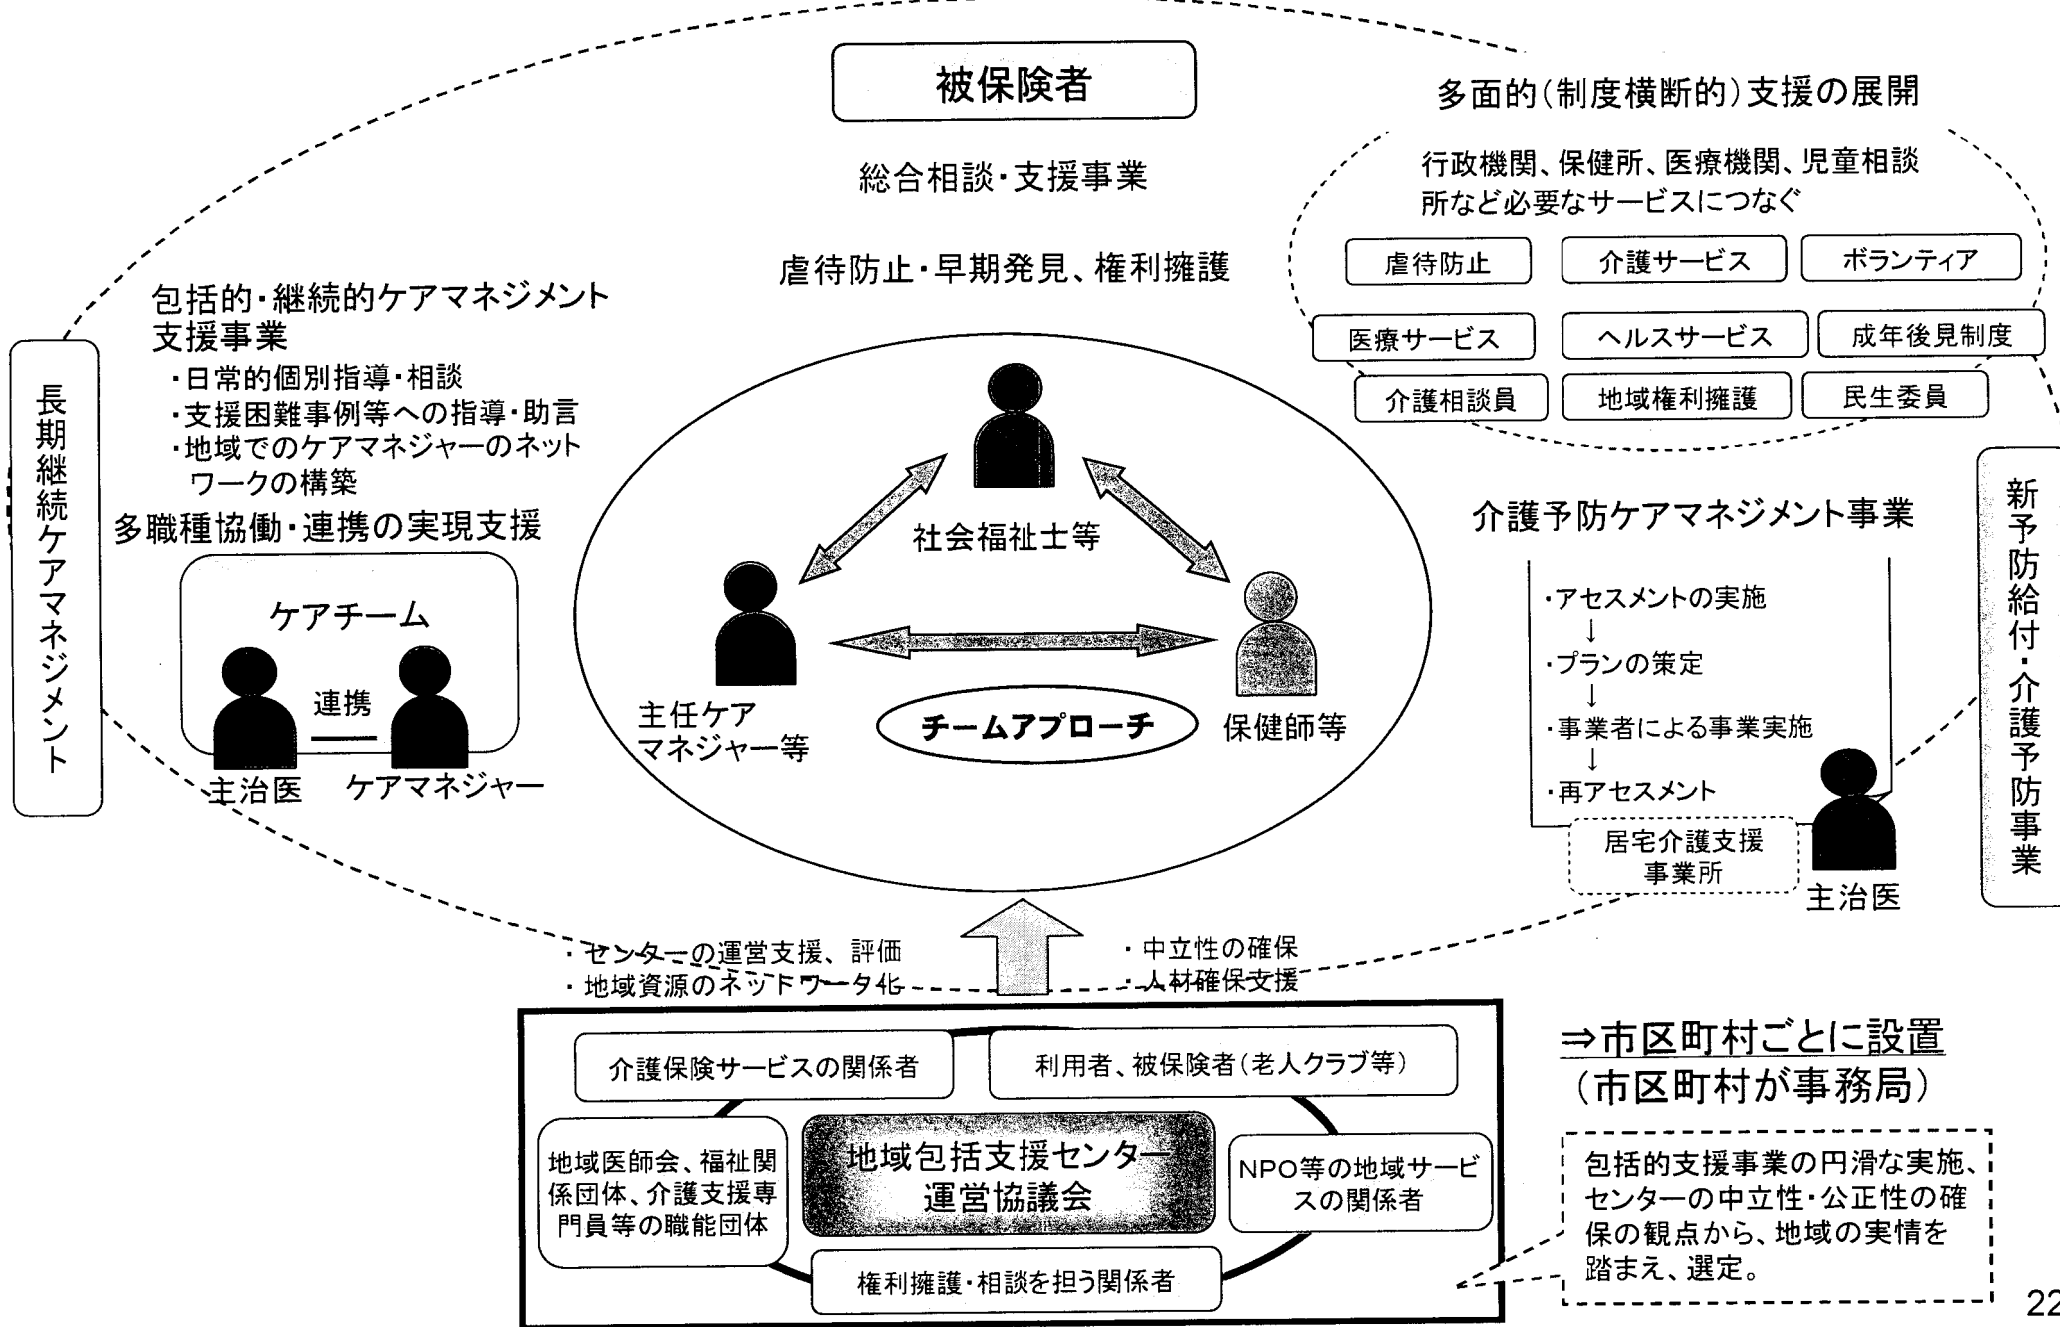 被保険者
総合相談・支援事業
虐待防止・早期発見、権利擁護
多面的(制度横断的)支援の展開
行政機関、保健所、医療機関、児童相談
所など必要なサービスにつなぐ
虐待防止
介護サービス
ボランティア
医療サービス
ヘルスサービス
成年後見制度
介護相談員
地域権利擁護
民生委員
包括的・継続的ケアマネジメント
支援事業
・日常的個別指導・相談
・支援困難事例等への指導・助言
・地域でのケアマネジャーのネット
ワークの構築
多職種協働・連携の実現支援
長期継続ケアマネジメント
ケアチーム
連携
主治医
ケアマネジャー
社会福祉士等
主任ケア
マネジャー等
チームアプローチ
保健師等
介護予防ケアマネジメント事業
・アセスメントの実施
↓
・プランの策定
↓
・事業者による事業実施
↓
・再アセスメント
居宅介護支援
事業所
主治医
新予防給付・介護予防事業
・センターの運営支援、評価
・地域資源のネットワーク化
・中立性の確保
・人材確保支援
介護保険サービスの関係者
利用者、被保険者(老人クラブ等)
地域医師会、福祉関
係団体、介護支援専
門員等の職能団体
地域包括支援センター
運営協議会
NPO等の地域サービ
スの関係者
権利擁護・相談を担う関係者
⇒市区町村ごとに設置
(市区町村が事務局)
包括的支援事業の円滑な実施、
センターの中立性・公正性の確
保の観点から、地域の実情を
踏まえ、選定。
22